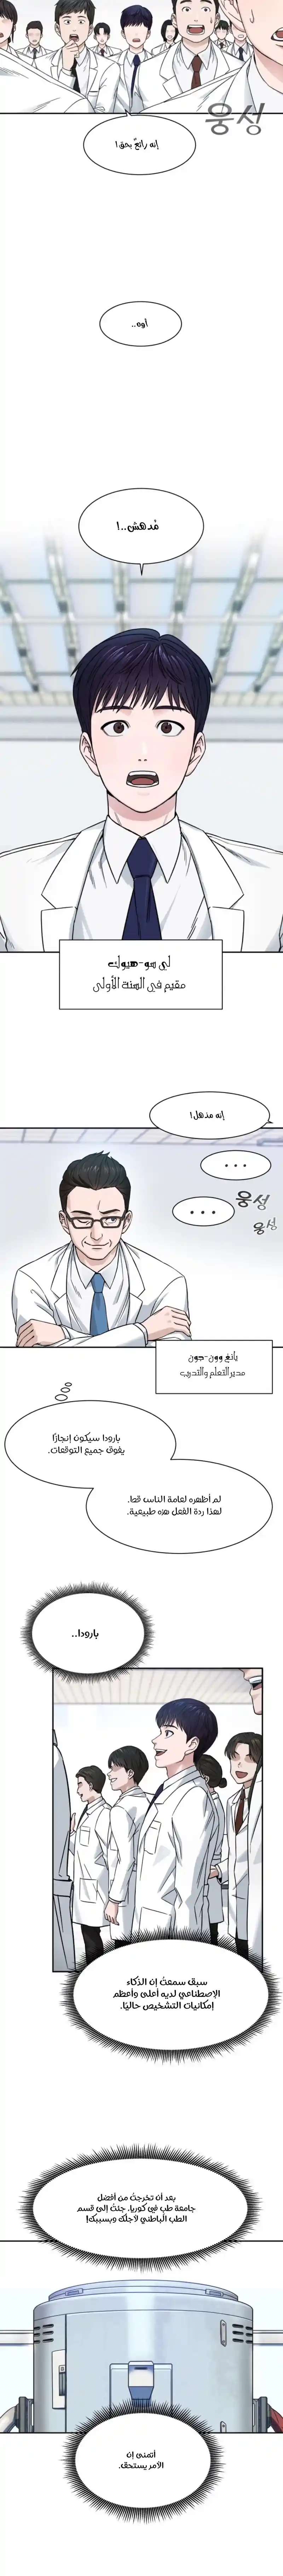 웅성
إنه رائعٌ بحق!
أوه..
مُدهش..!
لي سو-هيوك
مقيم في السنة الأولى
إنه مذهل!
...
...
웅성
웅성
يانغ وون-جون
مدير التعلم والتدريب
بارودا سيكون إنجازًا
يفوق جميع التوقعات.
لم أظهره لعامة الناس قط،
لهذا ردة الفعل هذه طبيعية.
بارودا..
سبق سمعتُ إن الذكاء
الإصطناعي لديه أعلى وأعظم
إمكانيات التشخيص حاليًا.
بعد أن تخرجتُ من أفضل
جامعة طب في كوريا، جئتُ إلى قسم
الطب الباطني لأجلك وبسببك!
أتمنى إن
الأمر يستحق.